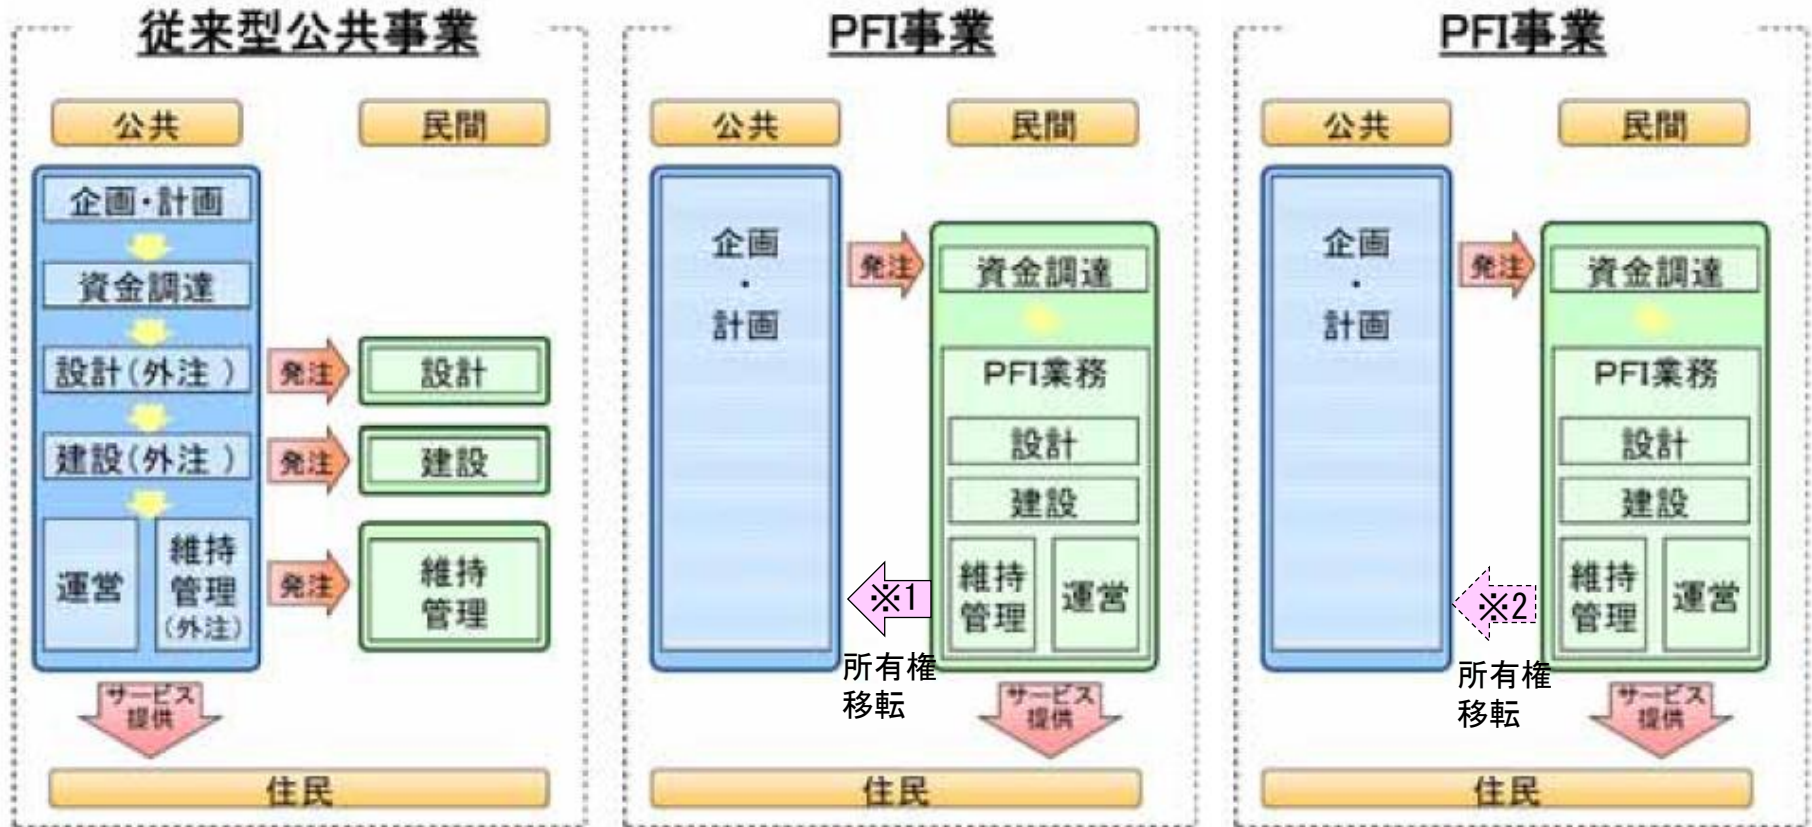 従来型公共事業
公共
民間
企画・計画
資金調達
設計(外注)
発注
設計
建設(外注)
発注
建設
運営
維持
管理
(外注)
発注
維持
管理
サービス
提供
住民
PFI事業
公共
民間
企画
・
計画
発注
資金調達
PFI業務
設計
建設
維持
管理
運営
※1
所有権
移転
サービス
提供
住民
PFI事業
公共
民間
企画
・
計画
発注
資金調達
PFI業務
設計
建設
維持
管理
運営
※2
所有権
移転
サービス
提供
住民